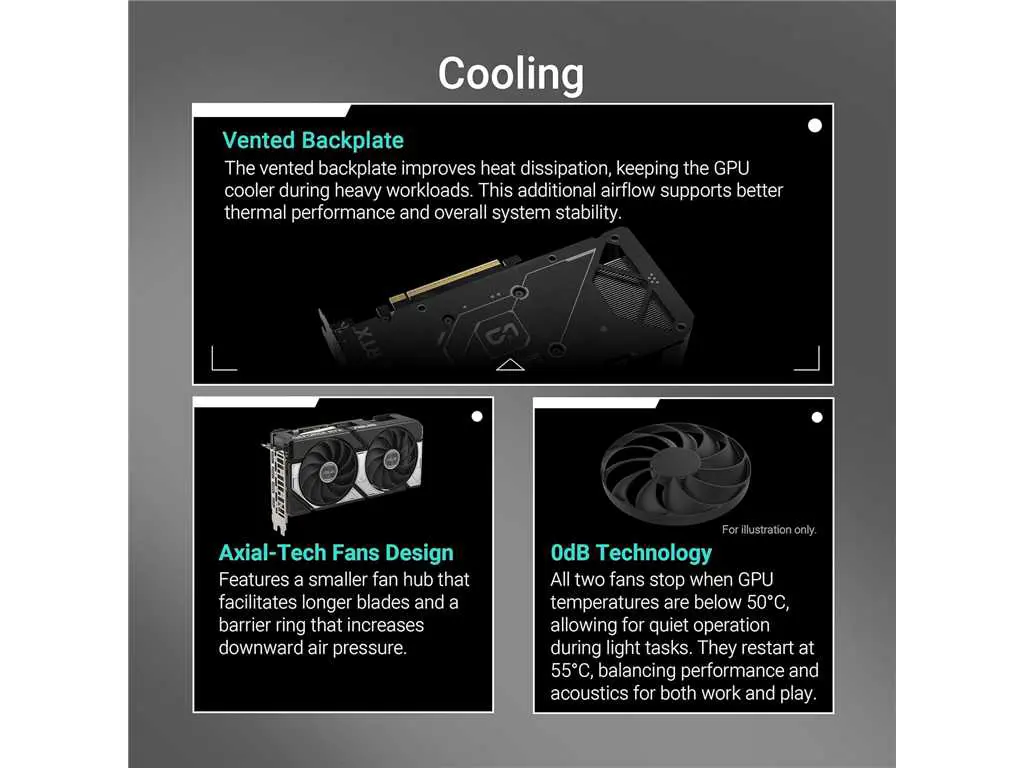 Cooling
Vented Backplate
The vented backplate improves heat dissipation, keeping the GPU
cooler during heavy workloads. This additional airflow supports better
thermal performance and overall system stability.
RTX
Axial-Tech Fans Design
Features a smaller fan hub that
facilitates longer blades and a
barrier ring that increases
downward air pressure.
For illustration only.
0dB Technology
All two fans stop when GPU
temperatures are below 50°C,
allowing for quiet operation
during light tasks. They restart at
55°C, balancing performance and
acoustics for both work and play.